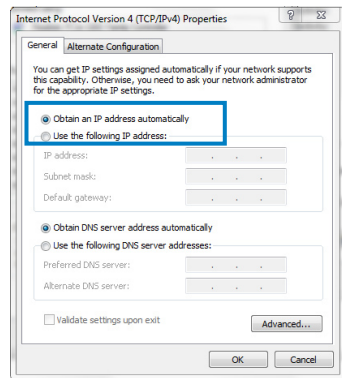 Internet Protocol Version 4 (TCP/IPv4) Properties
General Alternate Configuration
You can get IP settings assigned automatically if your network supports
this capability. Otherwise, you need to ask your network administrator
for the appropriate IP settings.
Obtain an IP address automatically
Use the following IP address:
IP address:
Subnet mask:
Default gateway:
Obtain DNS server address automatically
Use the following DNS server addresses:
Preferred DNS server:
Alternate DNS server:
Validate settings upon exit
Advanced...
OK Cancel